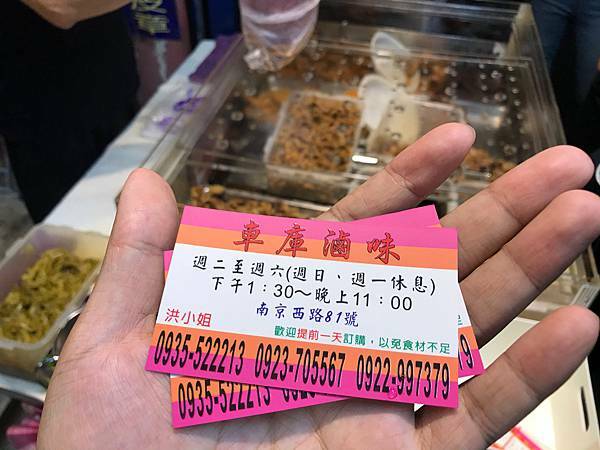 車庫滷味
週二至週六(週日、週一休息)
下午1：30～晚上11：00
南京西路81號
洪小姐
歡迎提前一天訂購，以免食材不足
0935-522213 0923-705567 0922-997379
0935-522213